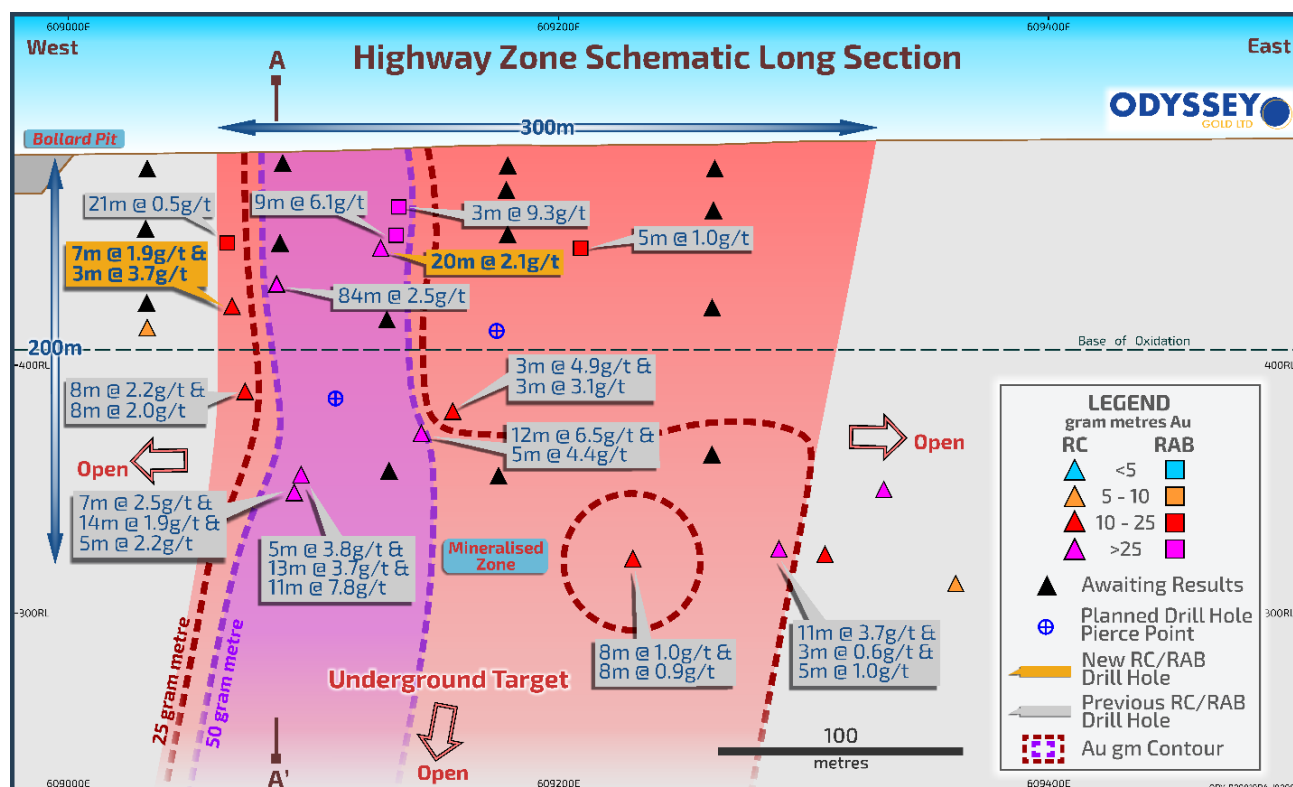 609000E
609200E
609400E
West
A
Highway Zone Schematic Long Section
East
ODYSSEY
GOLD LTD
300m
Bollard Pit
21m @ 0.5g/t
9m @ 6.1g/t
3m @ 9.3g/t
5m @ 1.0g/t
7m @ 1.9g/t &
3m @ 3.7g/t
20m @ 2.1g/t
84m @ 2.5g/t
200m
Base of Oxidation
400RL
400RL
8m @ 2.2g/t &
8m @ 2.0g/t
3m @ 4.9g/t &
3m @ 3.1g/t
12m @ 6.5g/t &
5m @ 4.4g/t
Open
Open
7m @ 2.5g/t &
14m @ 1.9g/t &
5m @ 2.2g/t
5m @ 3.8g/t &
13m @ 3.7g/t &
11m @ 7.8g/t
Mineralised
Zone
300RL
300RL
8m @ 1.0g/t &
8m @ 0.9g/t
11m @ 3.7g/t &
3m @ 0.6g/t &
5m @ 1.0g/t
25 gram metre
50 gram metre
Underground Target
Open
A'
100
metres
LEGEND
gram metres Au
RC RAB
<5
5 - 10
10 - 25
>25
Awaiting Results
Planned Drill Hole
Pierce Point
New RC/RAB
Drill Hole
Previous RC/RAB
Drill Hole
Au gm Contour
609000E
609200E
609400E